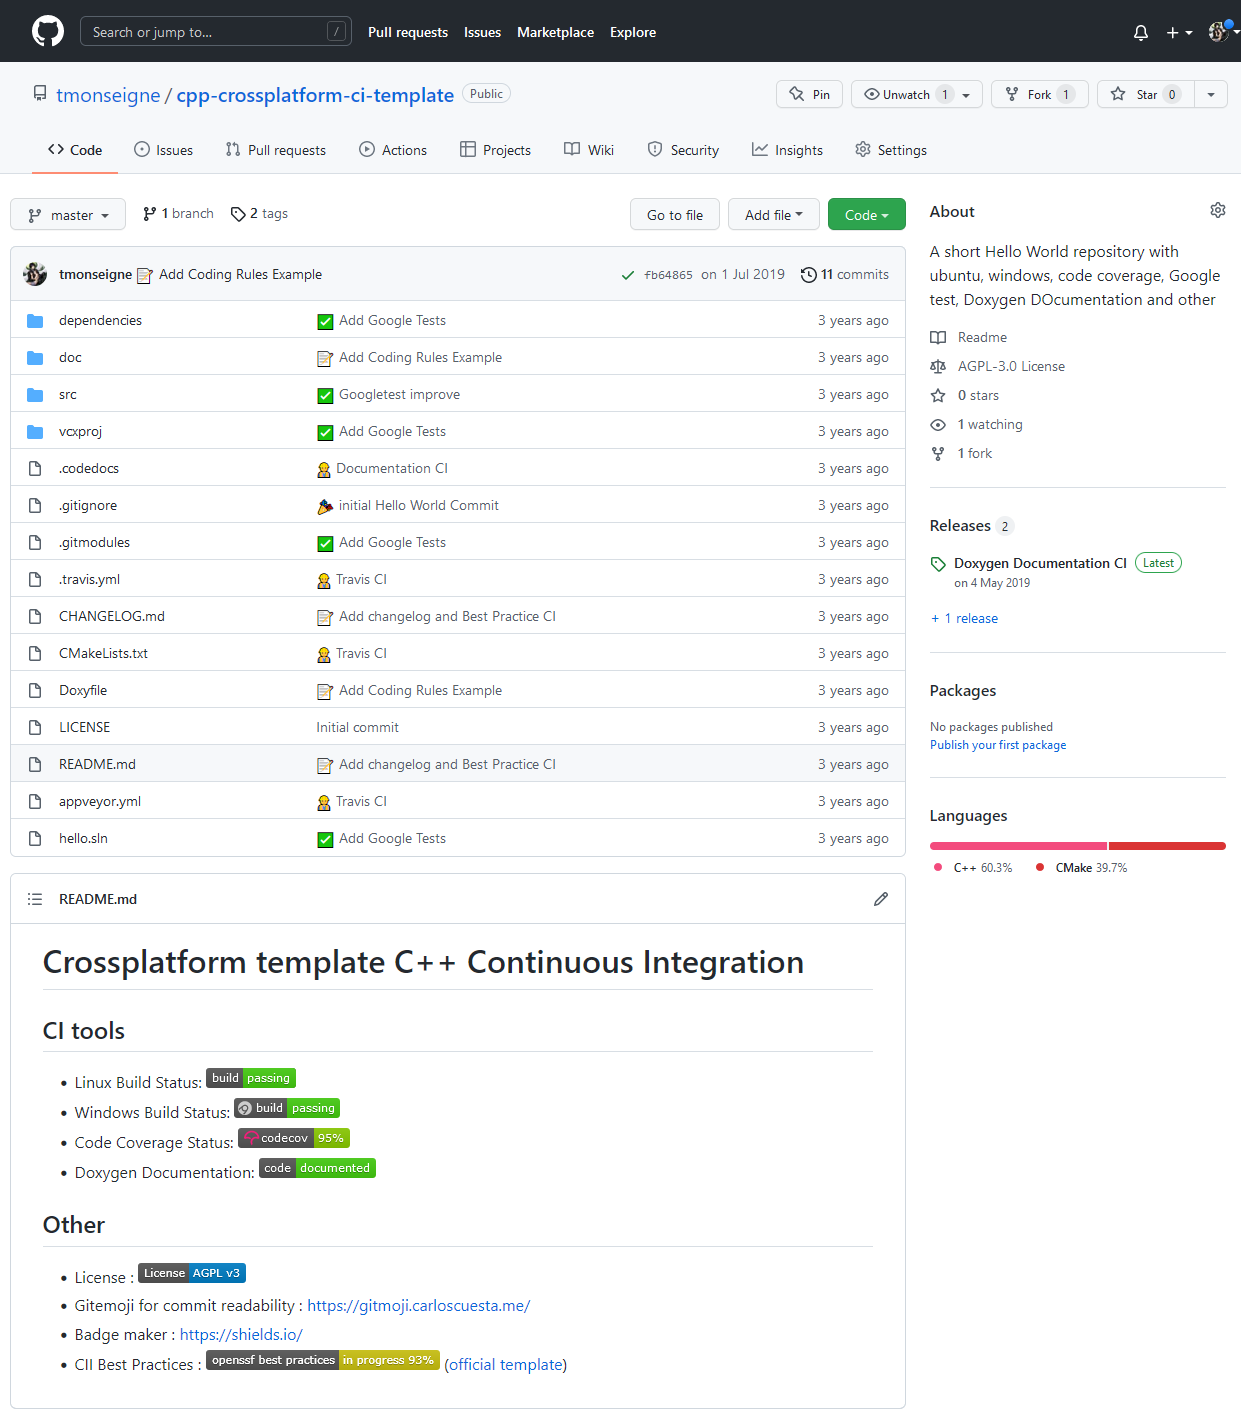 Search or jump to... /
Pull requests Issues Marketplace Explore
tmonseigne / cpp-crossplatform-ci-template Public
Pin Unwatch 1 Fork 1 Star 0
Code Issues Pull requests Actions Projects Wiki Security Insights Settings
master 1 branch 2 tags Go to file Add file Code
tmonseigne Add Coding Rules Example fb64865 on 1 Jul 2019 11 commits
dependencies Add Google Tests 3 years ago
doc Add Coding Rules Example 3 years ago
src Googletest improve 3 years ago
vcxproj Add Google Tests 3 years ago
.codedocs Documentation CI 3 years ago
.gitignore initial Hello World Commit 3 years ago
.gitmodules Add Google Tests 3 years ago
.travis.yml Travis CI 3 years ago
CHANGELOG.md Add changelog and Best Practice CI 3 years ago
CMakeLists.txt Travis CI 3 years ago
Doxyfile Add Coding Rules Example 3 years ago
LICENSE Initial commit 3 years ago
README.md Add changelog and Best Practice CI 3 years ago
appveyor.yml Travis CI 3 years ago
hello.sln Add Google Tests 3 years ago
README.md
Crossplatform template C++ Continuous Integration
CI tools
• Linux Build Status: build passing
• Windows Build Status: build passing
• Code Coverage Status: codecov 95%
• Doxygen Documentation: code documented
Other
• License : License AGPL v3
• Gitemoji for commit readability : https://gitmoji.carloscuesta.me/
• Badge maker : https://shields.io/
• CII Best Practices : openssf best practices in progress 93% (official template)
About
A short Hello World repository with
ubuntu, windows, code coverage, Google
test, Doxygen DOcumentation and other
Readme
AGPL-3.0 License
0 stars
1 watching
1 fork
Releases 2
Doxygen Documentation CI Latest
on 4 May 2019
+ 1 release
Packages
No packages published
Publish your first package
Languages
C++ 60.3% CMake 39.7%